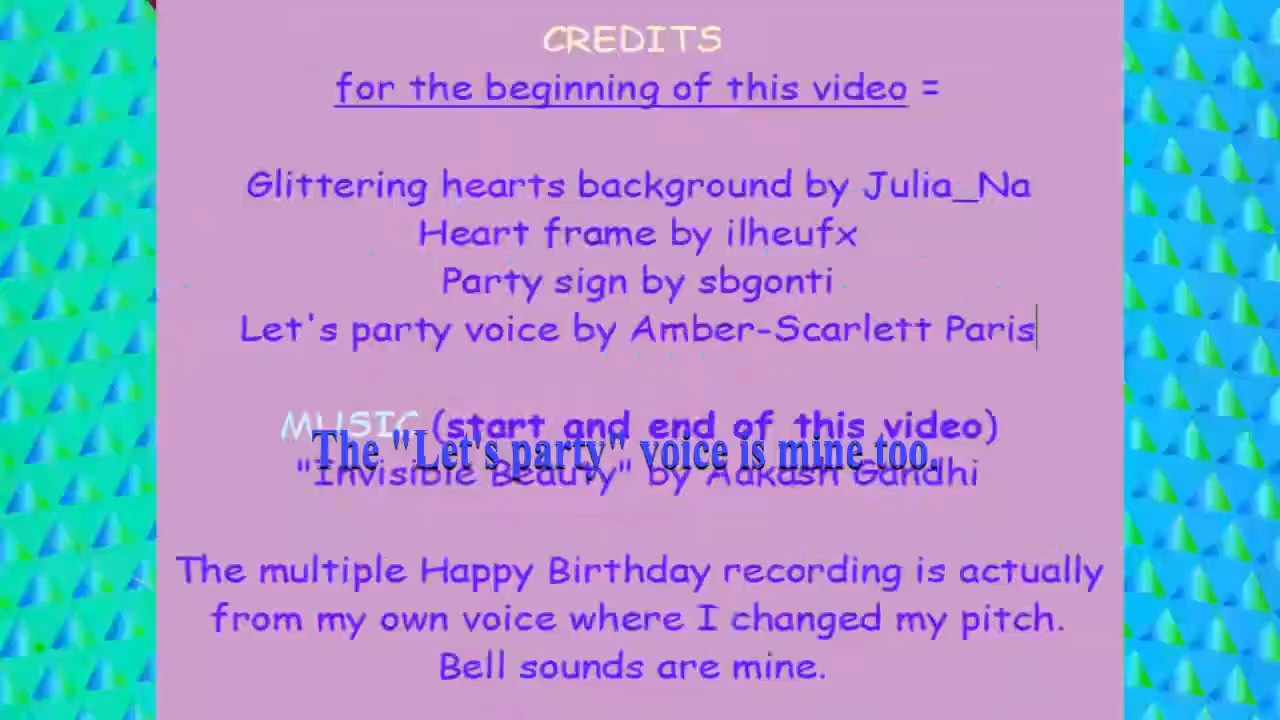 CREDITS
for the beginning of this video =
Glittering hearts background by Julia_Na
Heart frame by ilheufx
Party sign by sbgonti
Let's party voice by Amber-Scarlett Paris
MUSIC (start and end of this video)
The "Let's party" voice is mine too.
"Invisible Beauty" by Aakash Gandhi
The multiple Happy Birthday recording is actually
from my own voice where I changed my pitch.
Bell sounds are mine.